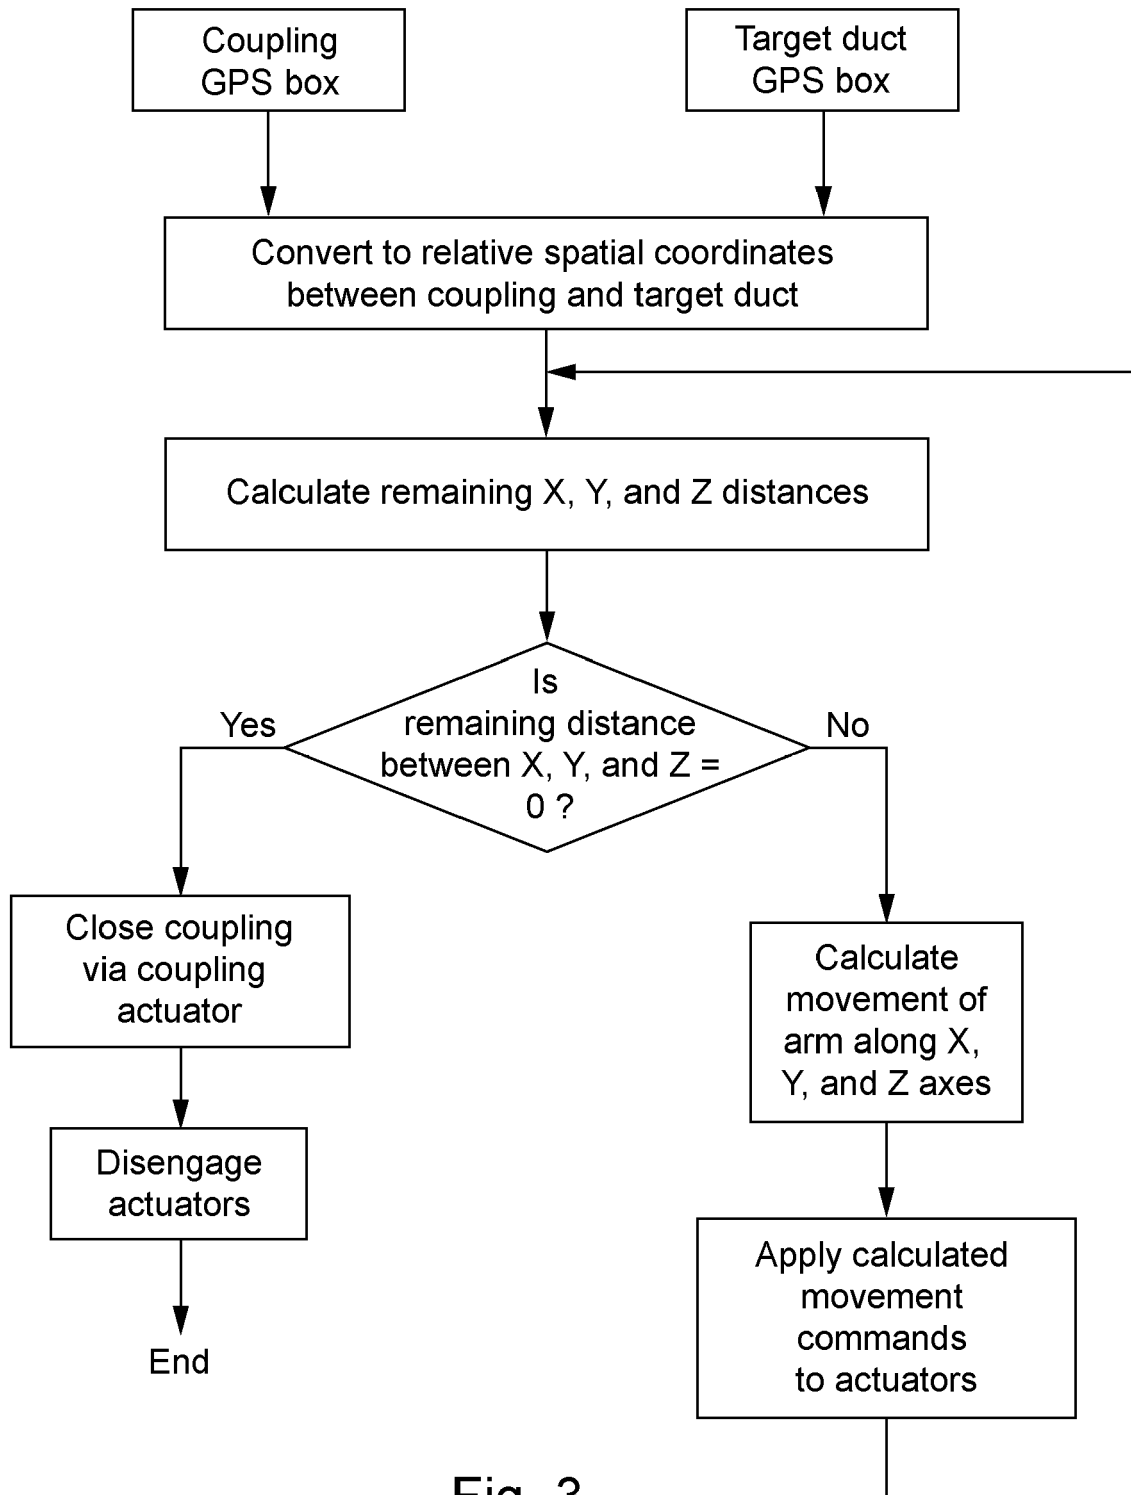 Coupling
GPS box
Target duct
GPS box
Convert to relative spatial coordinates
between coupling and target duct
Calculate remaining X, Y, and Z distances
Is
remaining distance
between X, Y, and Z =
0 ?
Yes
No
Close coupling
via coupling
actuator
Calculate
movement of
arm along X,
Y, and Z axes
Disengage
actuators
Apply calculated
movement
commands
to actuators
End
Fig. 3